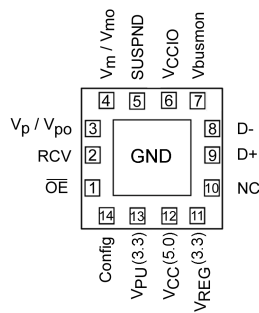 Vm / Vmo
SUSPND
VCCIO
Vbusmon
4
5
6
7
Vp / Vpo
3
8
D-
RCV
2
GND
9
D+
OE
1
10
NC
14
13
12
11
Config
VPU(3.3)
VCC(5.0)
VREG(3.3)